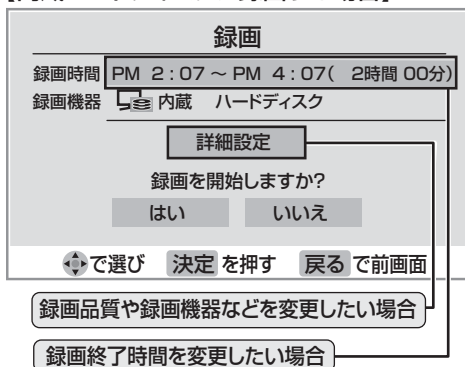 録画
録画時間 PM 2:07～PM 4:07( 2時間 00分)
録画機器 内蔵 ハードディスク
詳細設定
録画を開始しますか?
はい いいえ
で選び 決定 を押す 戻る で前画面
録画品質や録画機器などを変更したい場合
録画終了時間を変更したい場合